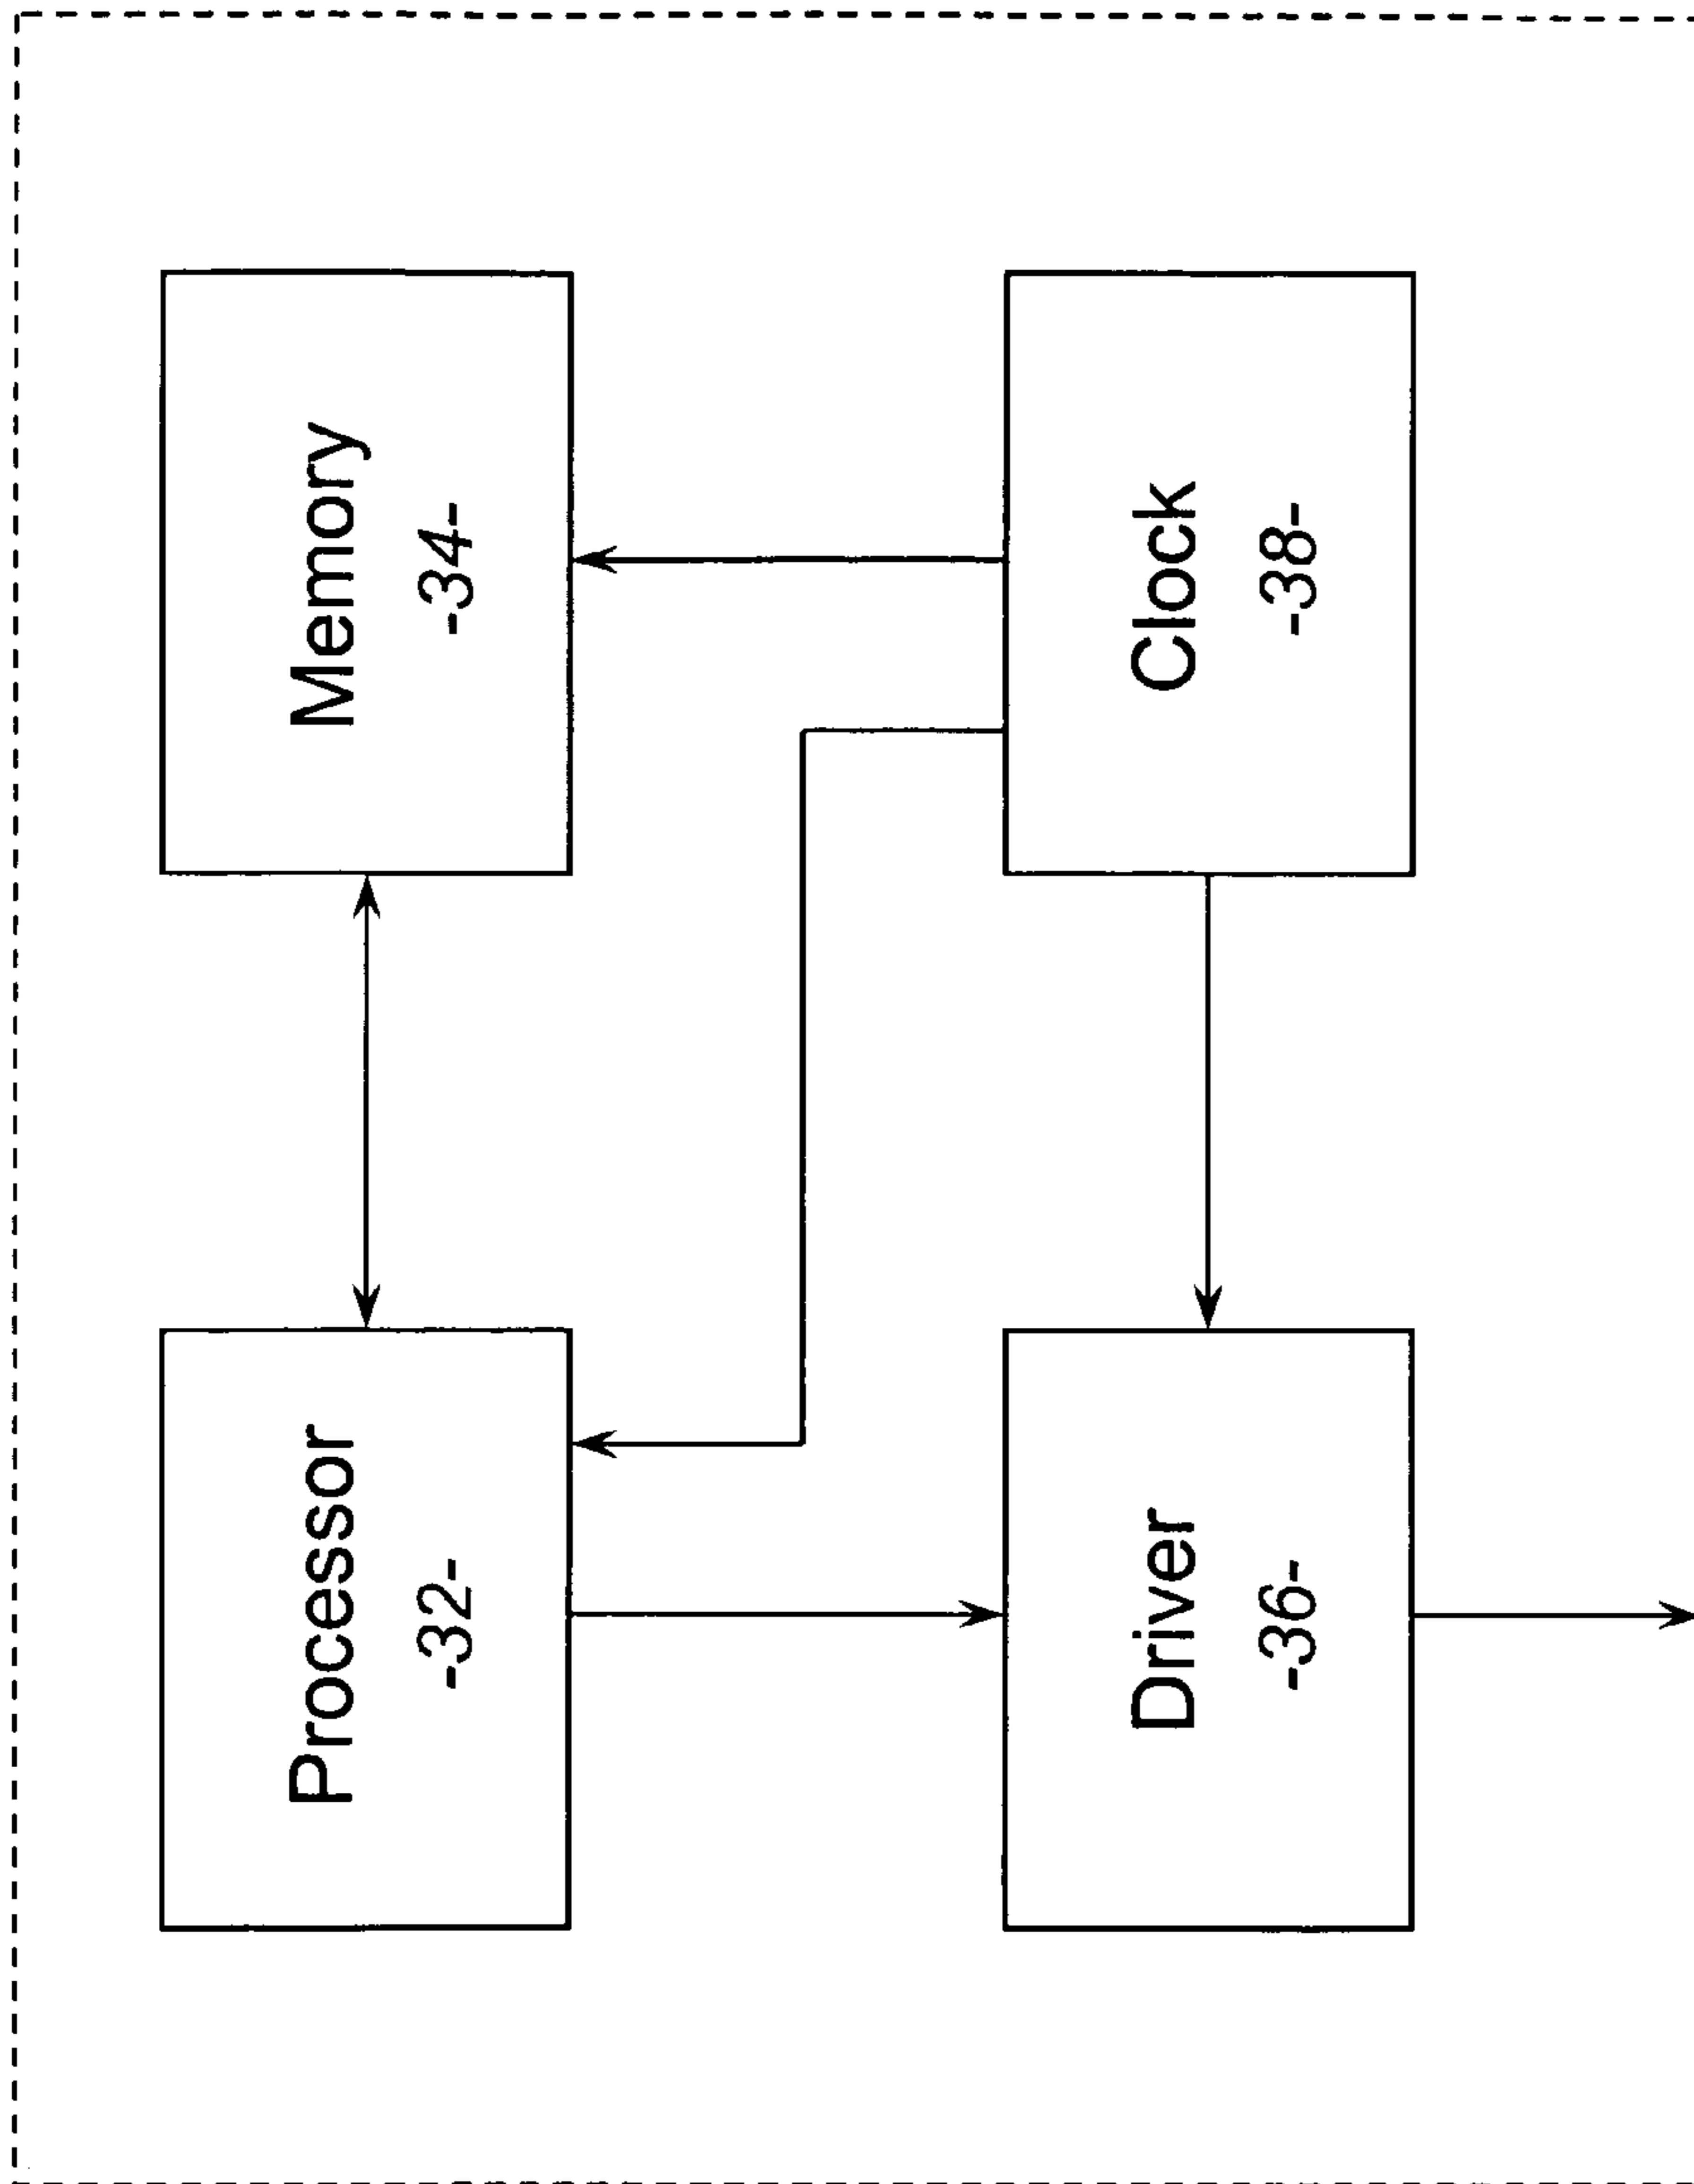 Processor
-32-
Memory
-34-
Driver
-36-
Clock
-38-